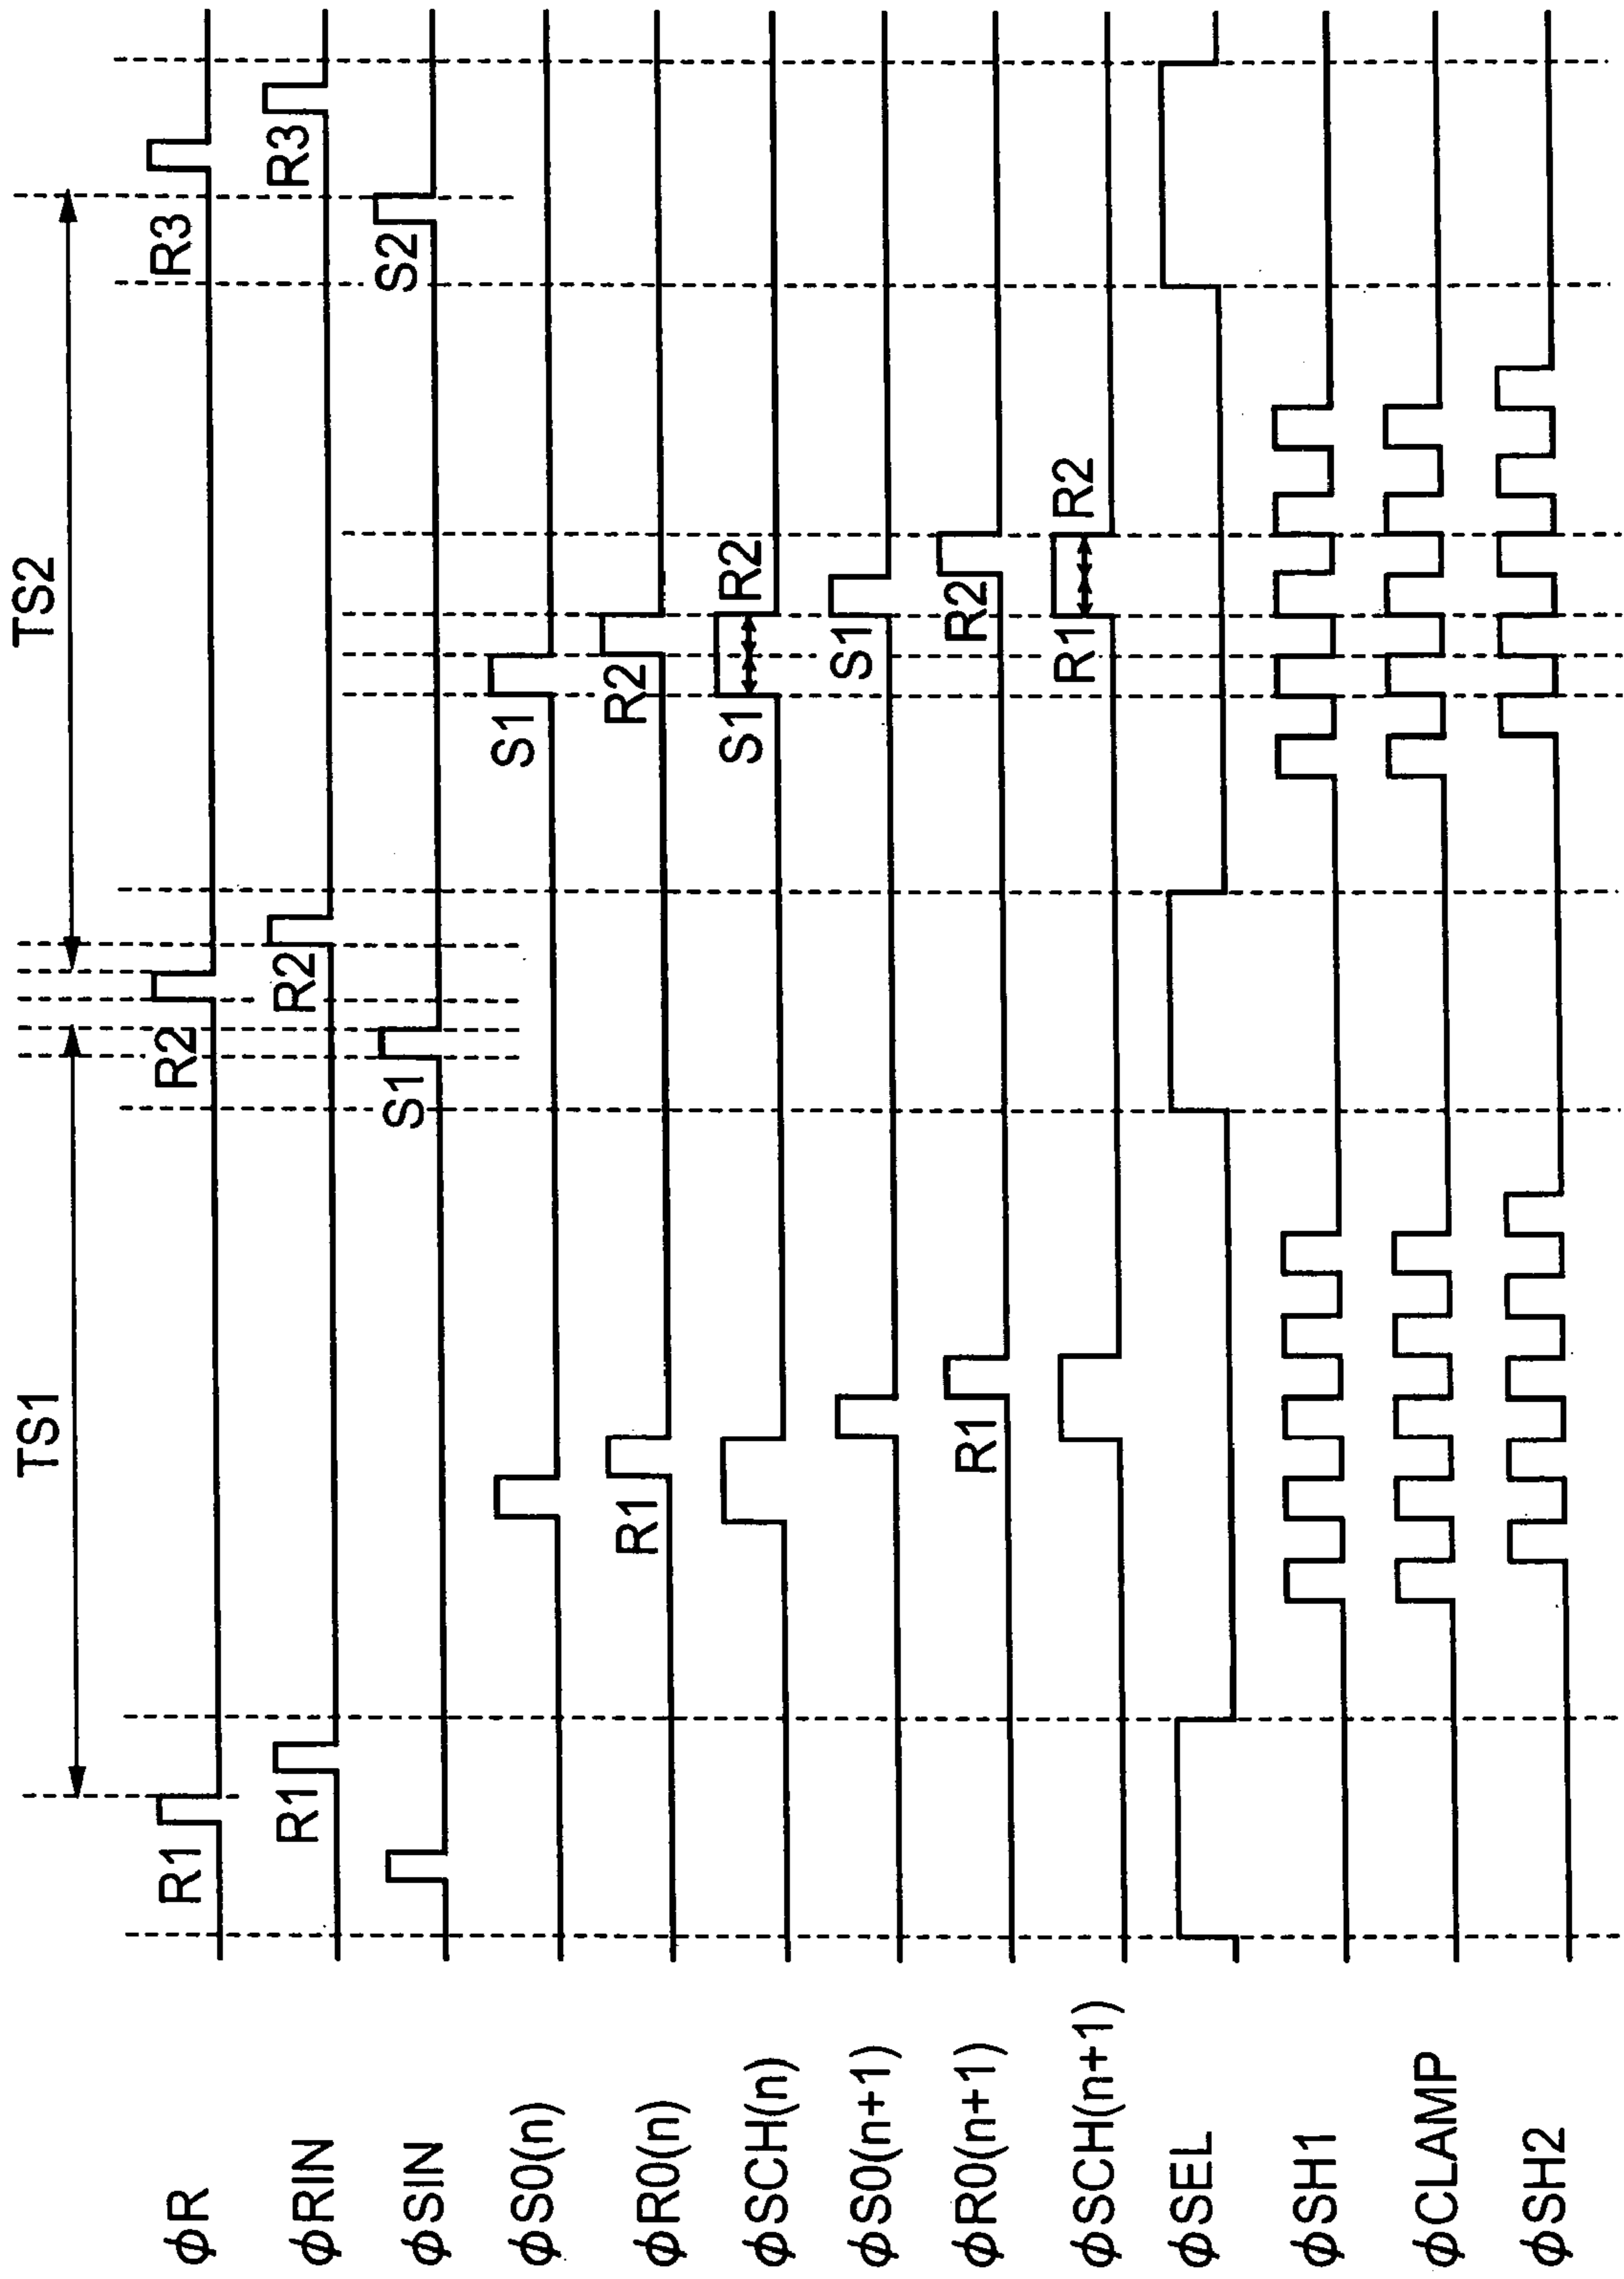 TS1 TS2
ϕR R1 R2 R3
ϕRIN R1 R2 R3
ϕSIN S1 S2
ϕS0(n) S1
ϕR0(n) R1 R2
ϕSCH(n) S1 R2
ϕS0(n+1) S1
ϕR0(n+1) R1 R2
ϕSCH(n+1) R1 R2
ϕSEL
ϕSH1
ϕCLAMP
ϕSH2